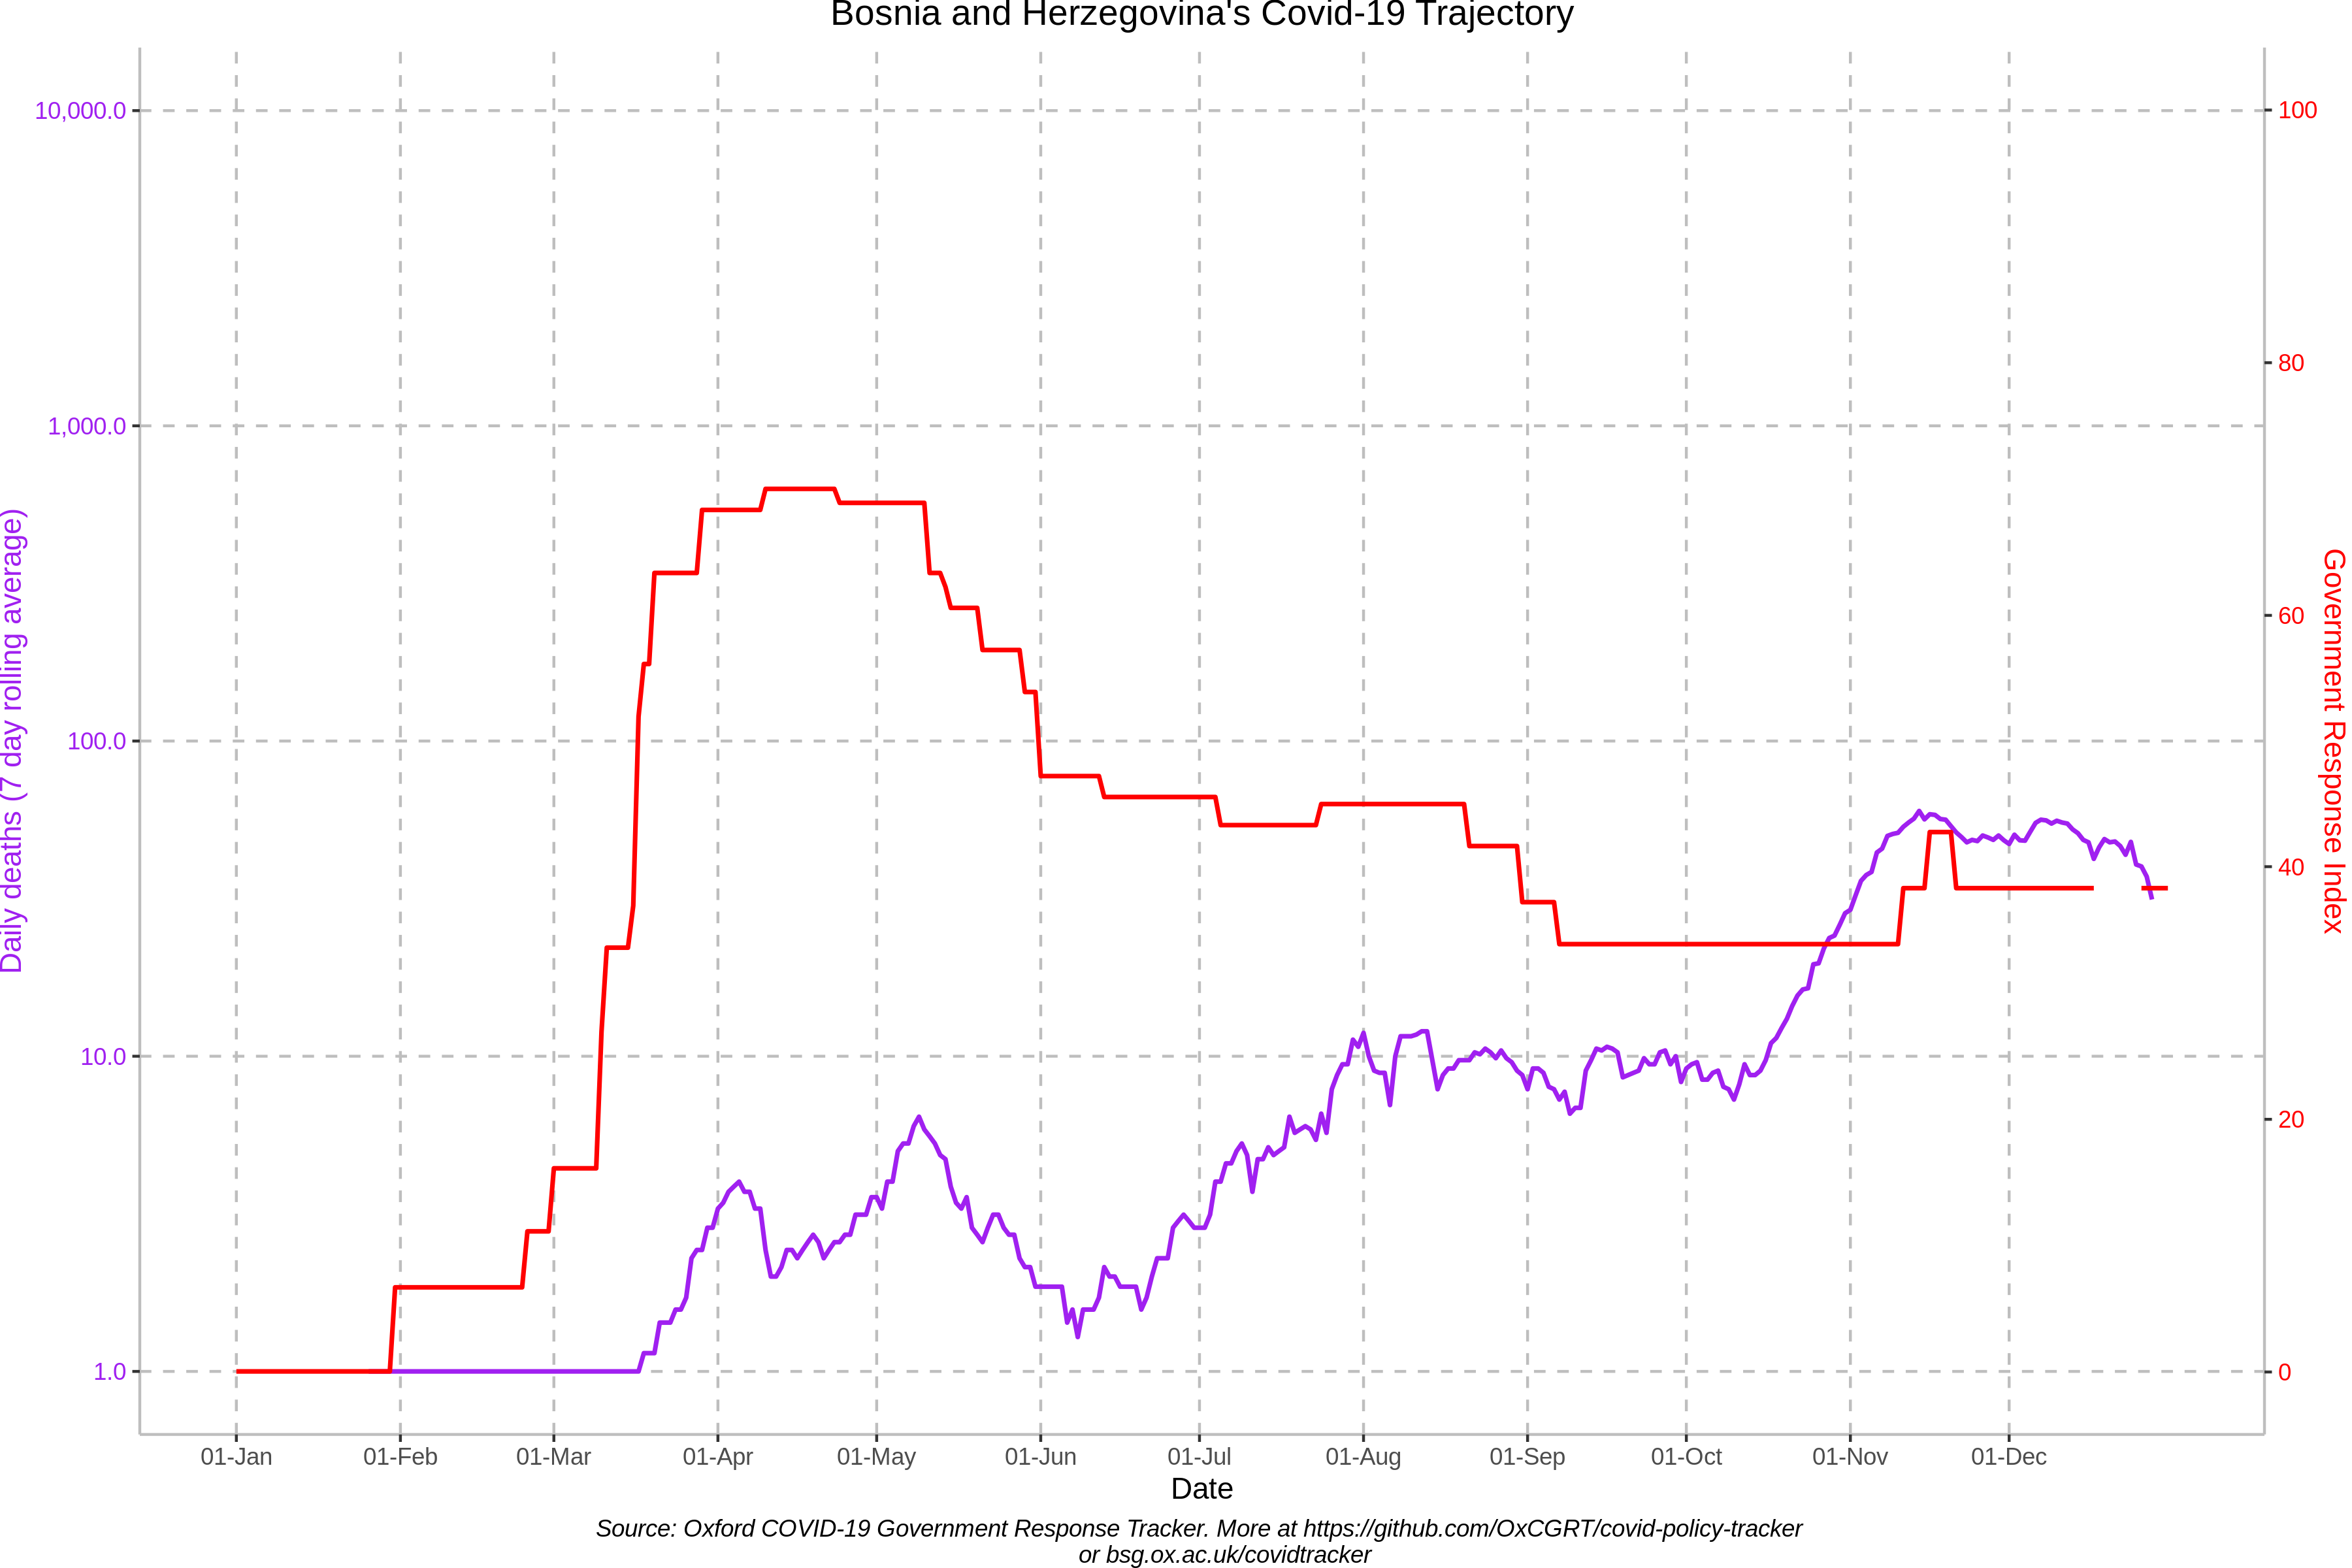 Bosnia and Herzegovina's Covid-19 Trajectory
10,000.0
1,000.0
100.0
10.0
1.0
Daily deaths (7 day rolling average)
100
80
60
40
20
0
Government Response Index
01-Jan
01-Feb
01-Mar
01-Apr
01-May
01-Jun
01-Jul
01-Aug
01-Sep
01-Oct
01-Nov
01-Dec
Date
Source: Oxford COVID-19 Government Response Tracker. More at https://github.com/OxCGRT/covid-policy-tracker
or bsg.ox.ac.uk/covidtracker